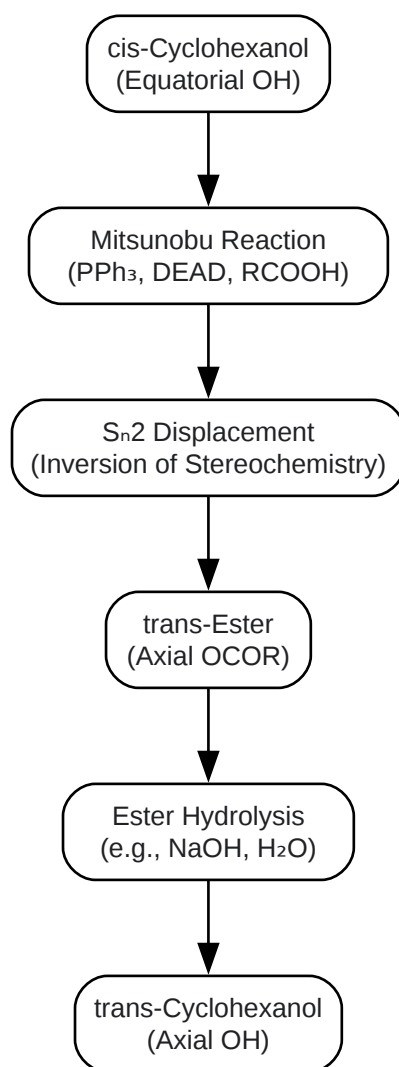 cis-Cyclohexanol
(Equatorial OH)
Mitsunobu Reaction
(PPh₃, DEAD, RCOOH)
Sₙ2 Displacement
(Inversion of Stereochemistry)
trans-Ester
(Axial OCOR)
Ester Hydrolysis
(e.g., NaOH, H₂O)
trans-Cyclohexanol
(Axial OH)